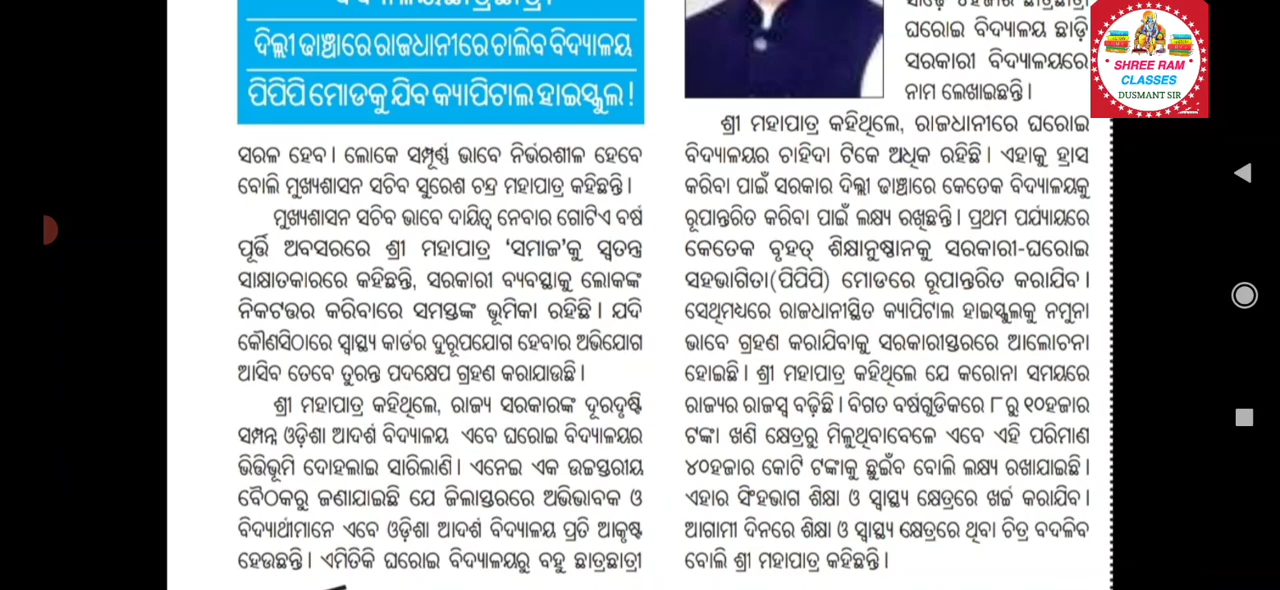 ଦିଲ୍ଲୀ ଢାଞ୍ଚାରେ ରାଜଧାନୀରେ ଚାଲିବ ବିଦ୍ୟାଳୟ
ପିପିପି ମୋଡକୁ ଯିବ କ୍ୟାପିଟାଲ ହାଇସ୍କୁଲ!
ସରଳ ହେବ। ଲୋକେ ସମ୍ପୂର୍ଣ୍ଣ ଭାବେ ନିର୍ଭରଶୀଳ ହେବେ
ବୋଲି ମୁଖ୍ୟଶାସନ ସଚିବ ସୁରେଶ ଚନ୍ଦ୍ର ମହାପାତ୍ର କହିଛନ୍ତି।
ମୁଖ୍ୟଶାସନ ସଚିବ ଭାବେ ଦାୟିତ୍ୱ ନେବାର ଗୋଟିଏ ବର୍ଷ
ପୂର୍ତ୍ତି ଅବସରରେ ଶ୍ରୀ ମହାପାତ୍ର ‘ସମାଜ’କୁ ସ୍ୱତନ୍ତ୍ର
ସାକ୍ଷାତକାରରେ କହିଛନ୍ତି, ସରକାରୀ ବ୍ୟବସ୍ଥାକୁ ଲୋକଙ୍କ
ନିକଟତ୍ତର କରିବାରେ ସମସ୍ତଙ୍କ ଭୂମିକା ରହିଛି। ଯଦି
କୌଣସିଠାରେ ସ୍ୱାସ୍ଥ୍ୟ କାର୍ଡର ଦୁରୂପଯୋଗ ହେବାର ଅଭିଯୋଗ
ଆସିବ ତେବେ ତୁରନ୍ତ ପଦକ୍ଷେପ ଗ୍ରହଣ କରାଯାଉଛି।
ଶ୍ରୀ ମହାପାତ୍ର କହିଥିଲେ, ରାଜ୍ୟ ସରକାରଙ୍କ ଦୂରଦୃଷ୍ଟି
ସମ୍ପନ୍ନ ଓଡ଼ିଶା ଆଦର୍ଶ ବିଦ୍ୟାଳୟ ଏବେ ଘରୋଇ ବିଦ୍ୟାଳୟର
ଭିତ୍ତିଭୂମି ଦୋହଲାଇ ସାରିଲାଣି। ଏନେଇ ଏକ ଉଚ୍ଚସ୍ତରୀୟ
ବୈଠକରୁ ଜଣାଯାଇଛି ଯେ ଜିଲାସ୍ତରରେ ଅଭିଭାବକ ଓ
ବିଦ୍ୟାର୍ଥୀମାନେ ଏବେ ଓଡ଼ିଶା ଆଦର୍ଶ ବିଦ୍ୟାଳୟ ପ୍ରତି ଆକୃଷ୍ଟ
ହେଉଛନ୍ତି। ଏମିତିକି ଘରୋଇ ବିଦ୍ୟାଳୟରୁ ବହୁ ଛାତ୍ରଛାତ୍ରୀ
ଘରୋଇ ବିଦ୍ୟାଳୟ ଛାଡ଼ି
ସରକାରୀ ବିଦ୍ୟାଳୟରେ
ନାମ ଲେଖାଇଛନ୍ତି।
ଶ୍ରୀ ମହାପାତ୍ର କହିଥିଲେ, ରାଜଧାନୀରେ ଘରୋଇ
ବିଦ୍ୟାଳୟର ଚାହିଦା ଟିକେ ଅଧିକ ରହିଛି। ଏହାକୁ ହ୍ରାସ
କରିବା ପାଇଁ ସରକାର ଦିଲ୍ଲୀ ଢାଞ୍ଚାରେ କେତେକ ବିଦ୍ୟାଳୟକୁ
ରୂପାନ୍ତରିତ କରିବା ପାଇଁ ଲକ୍ଷ୍ୟ ରଖିଛନ୍ତି। ପ୍ରଥମ ପର୍ଯ୍ୟାୟରେ
କେତେକ ବୃହତ୍ ଶିକ୍ଷାନୁଷ୍ଠାନକୁ ସରକାରୀ-ଘରୋଇ
ସହଭାଗିତା(ପିପିପି) ମୋଡରେ ରୂପାନ୍ତରିତ କରାଯିବ।
ସେଥିମଧ୍ୟରେ ରାଜଧାନୀସ୍ଥିତ କ୍ୟାପିଟାଲ ହାଇସ୍କୁଲକୁ ନମୁନା
ଭାବେ ଗ୍ରହଣ କରାଯିବାକୁ ସରକାରୀସ୍ତରରେ ଆଲୋଚନା
ହୋଇଛି। ଶ୍ରୀ ମହାପାତ୍ର କହିଥିଲେ ଯେ କରୋନା ସମୟରେ
ରାଜ୍ୟର ରାଜସ୍ୱ ବଢ଼ିଛି। ବିଗତ ବର୍ଷଗୁଡିକରେ ୮ରୁ ୧୦ହଜାର
ଟଙ୍କା ଖଣି କ୍ଷେତ୍ରରୁ ମିଳୁଥିବାବେଳେ ଏବେ ଏହି ପରିମାଣ
୪୦ହଜାର କୋଟି ଟଙ୍କାକୁ ଛୁଇଁବ ବୋଲି ଲକ୍ଷ୍ୟ ରଖାଯାଇଛି।
ଏହାର ସିଂହଭାଗ ଶିକ୍ଷା ଓ ସ୍ୱାସ୍ଥ୍ୟ କ୍ଷେତ୍ରରେ ଖର୍ଚ୍ଚ କରାଯିବ।
ଆଗାମୀ ଦିନରେ ଶିକ୍ଷା ଓ ସ୍ୱାସ୍ଥ୍ୟ କ୍ଷେତ୍ରରେ ଥିବା ଚିତ୍ର ବଦଳିବ
ବୋଲି ଶ୍ରୀ ମହାପାତ୍ର କହିଛନ୍ତି।
SHREE RAM
CLASSES
DUSMANT SIR